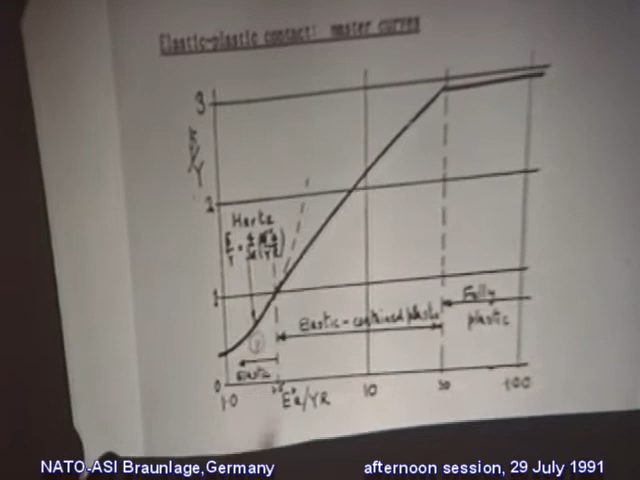 Elastic-plastic contact: master curves
3
Y
2
Hertz
1
Elastic-contained plastic
Fully
plastic
Elastic
0
1·0
E*a/YR
10
30
100
NATO-ASI Braunlage,Germany
afternoon session, 29 July 1991